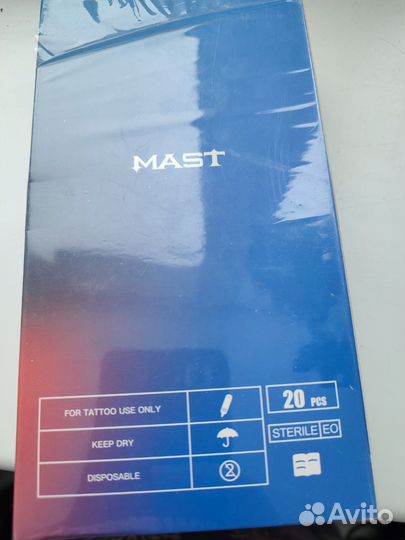 MAST
FOR TATTOO USE ONLY
20 PCS
KEEP DRY
STERILE EO
DISPOSABLE
2
Avito